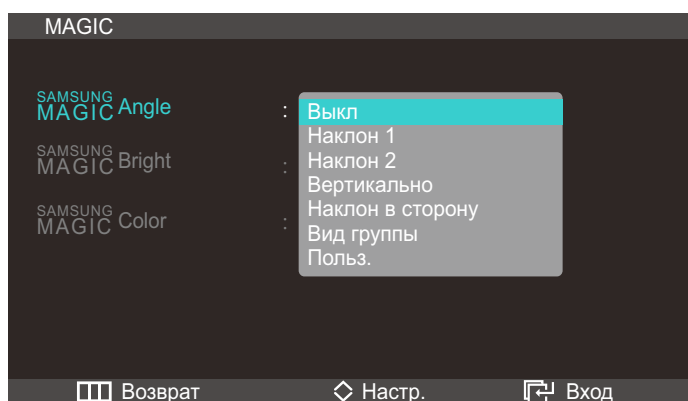 MAGIC
SAMSUNG
MAGIC Angle :
Выкл
Наклон 1
Наклон 2
Вертикально
Наклон в сторону
Вид группы
Польз.
SAMSUNG
MAGIC Bright :
SAMSUNG
MAGIC Color :
Возврат Настр. Вход